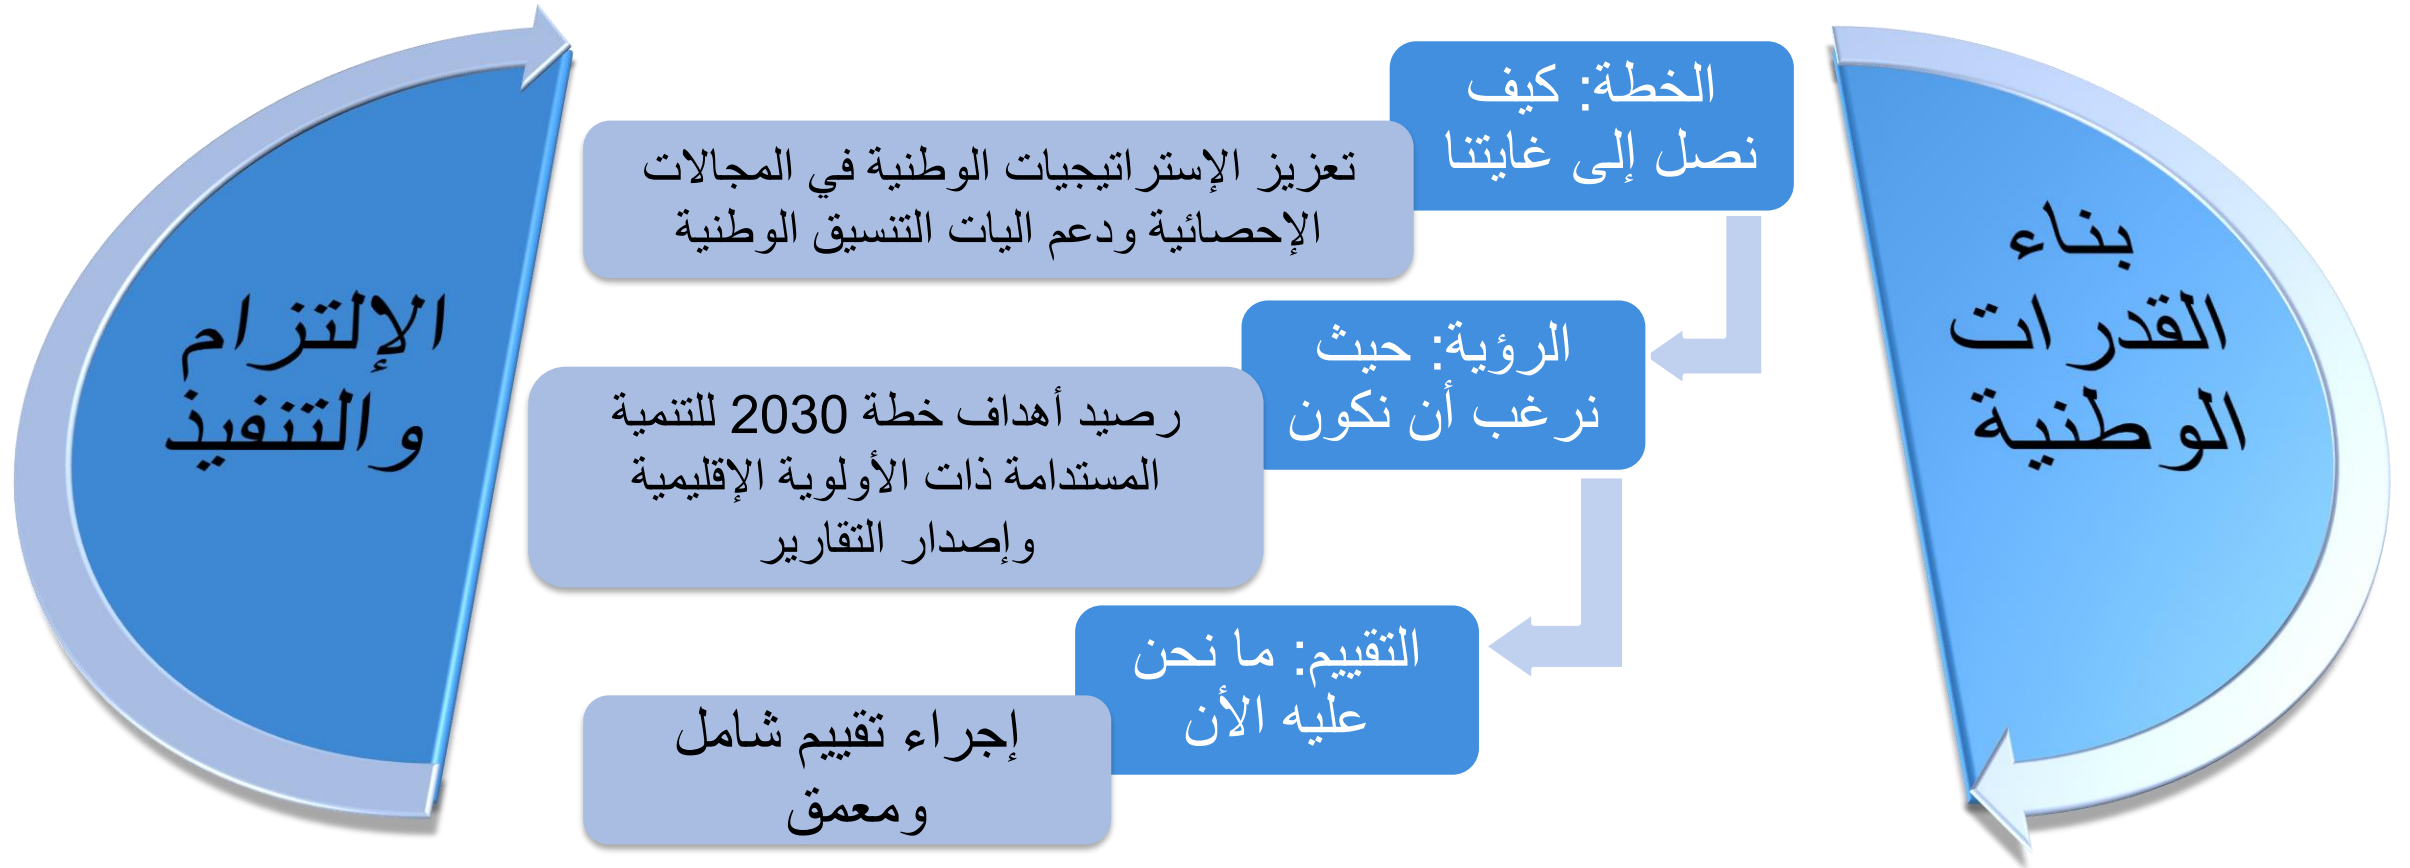 بناء
القدرات
الوطنية
الخطة: كيف
نصل إلى غايتنا
تعزيز الإستراتيجيات الوطنية في المجالات
الإحصائية ودعم اليات التنسيق الوطنية
الرؤية: حيث
نرغب أن نكون
رصيد أهداف خطة 2030 للتنمية
المستدامة ذات الأولوية الإقليمية
وإصدار التقارير
التقييم: ما نحن
عليه الأن
إجراء تقييم شامل
ومعمق
الإلتزام
والتنفيذ